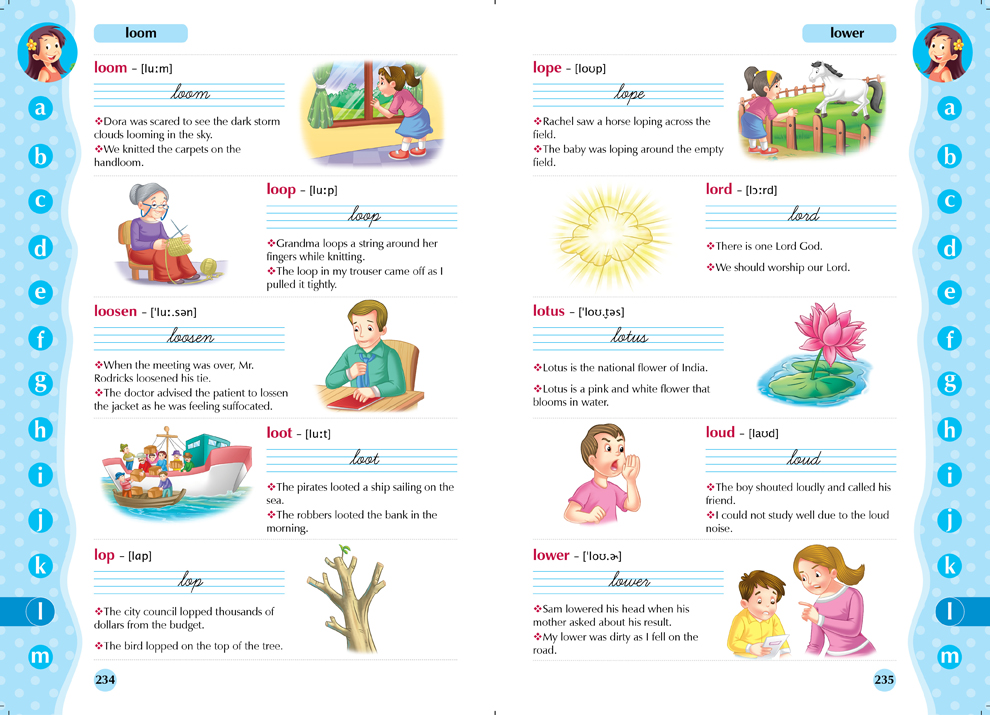 loom
a
b
c
d
e
f
g
h
i
j
k
l
m
loom – [luːm]
loom
❖Dora was scared to see the dark storm
clouds looming in the sky.
❖We knitted the carpets on the
handloom.
loop – [luːp]
loop
❖Grandma loops a string around her
fingers while knitting.
❖The loop in my trouser came off as I
pulled it tightly.
loosen – [ˈluː.sən]
loosen
❖When the meeting was over, Mr.
Rodricks loosened his tie.
❖The doctor advised the patient to lossen
the jacket as he was feeling suffocated.
loot – [luːt]
loot
❖The pirates looted a ship sailing on the
sea.
❖The robbers looted the bank in the
morning.
lop – [lɑp]
lop
❖The city council lopped thousands of
dollars from the budget.
❖The bird lopped on the top of the tree.
234
lower
lope – [loʊp]
lope
❖Rachel saw a horse loping across the
field.
❖The baby was loping around the empty
field.
lord – [lɔːrd]
lord
❖There is one Lord God.
❖We should worship our Lord.
lotus – [ˈloʊ.t̬əs]
lotus
❖Lotus is the national flower of India.
❖Lotus is a pink and white flower that
blooms in water.
loud – [laʊd]
loud
❖The boy shouted loudly and called his
friend.
❖I could not study well due to the loud
noise.
lower – [ˈloʊ.ɚ]
lower
❖Sam lowered his head when his
mother asked about his result.
❖My lower was dirty as I fell on the
road.
235
a
b
c
d
e
f
g
h
i
j
k
l
m